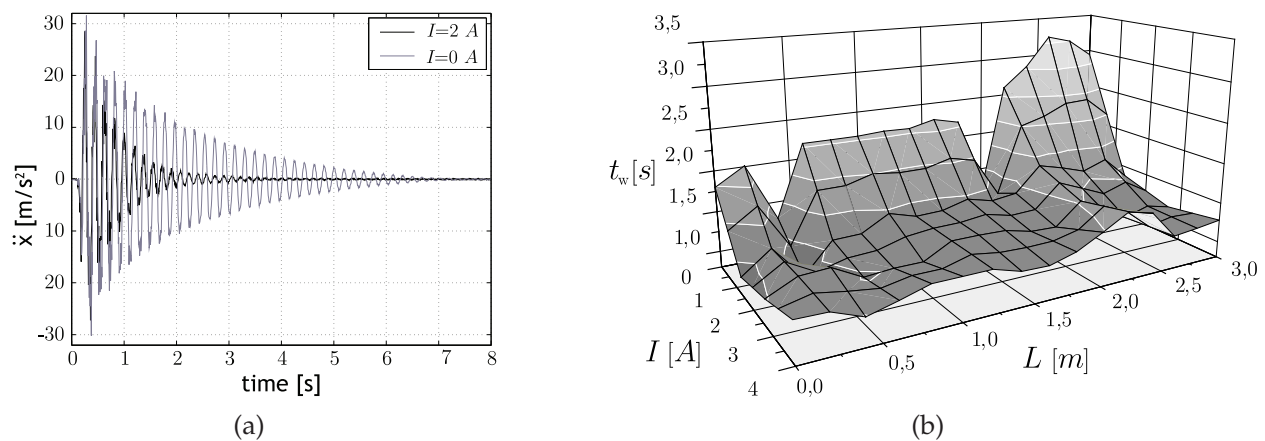 30
20
10
0
10
20
-30
0 1 2 3 4 5 6 7 8
ẍ [m/s²]
time [s]
I=2 A
I=0 A
(a)
3,5
3,0
2,5
2,0
1,5
1,0
t_w[s]
0
1
2
3
4
I [A]
0,0
0,5
1,0
1,5
2,0
2,5
3,0
L [m]
(b)